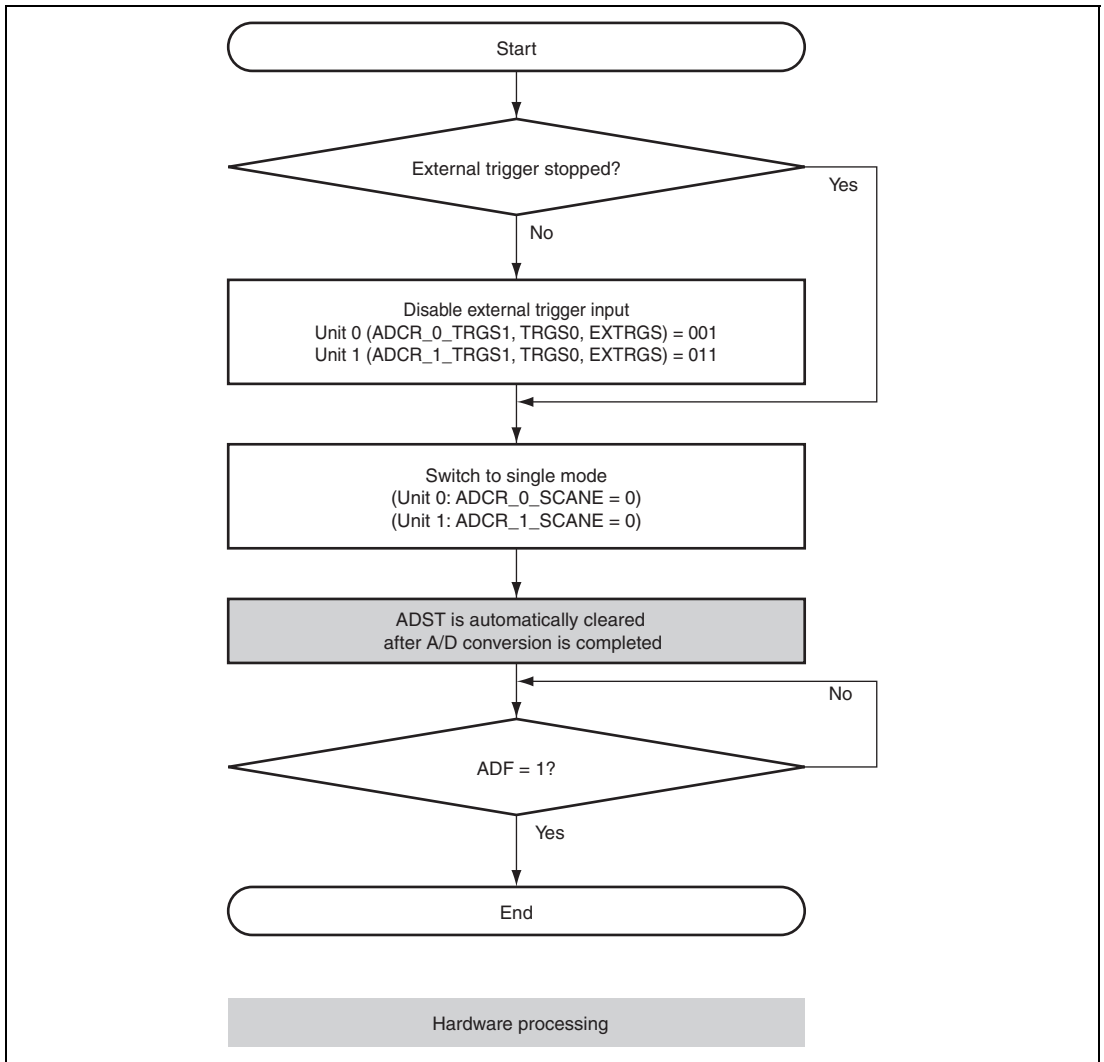 Start
External trigger stopped?
Yes
No
Disable external trigger input
Unit 0 (ADCR_0_TRGS1, TRGS0, EXTRGS) = 001
Unit 1 (ADCR_1_TRGS1, TRGS0, EXTRGS) = 011
Switch to single mode
(Unit 0: ADCR_0_SCANE = 0)
(Unit 1: ADCR_1_SCANE = 0)
ADST is automatically cleared
after A/D conversion is completed
No
ADF = 1?
Yes
End
Hardware processing